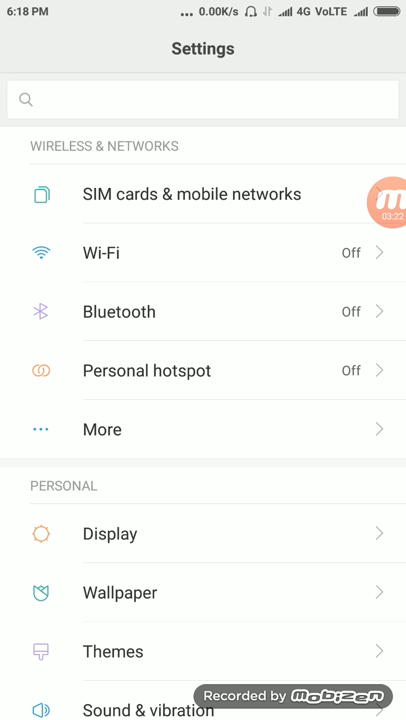 6:18 PM ... 0.00K/s 4G VoLTE
Settings
WIRELESS & NETWORKS
SIM cards & mobile networks
M
03:22
Wi-Fi Off
Bluetooth Off
Personal hotspot Off
More
PERSONAL
Display
Wallpaper
Themes
Recorded by mobizen
Sound & vibration